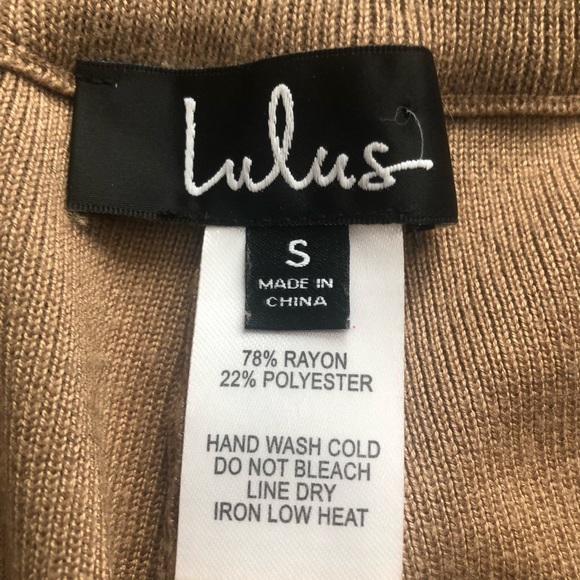 Lulus
S
MADE IN
CHINA
78% RAYON
22% POLYESTER
HAND WASH COLD
DO NOT BLEACH
LINE DRY
IRON LOW HEAT